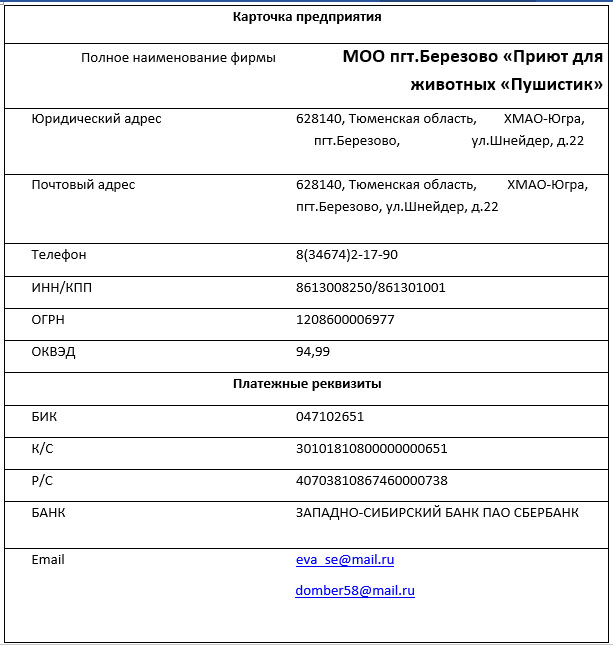 Карточка предприятия
Полное наименование фирмы МОО пгт.Березово «Приют для
животных «Пушистик»
Юридический адрес 628140, Тюменская область, ХМАО-Югра,
пгт.Березово, ул.Шнейдер, д.22
Почтовый адрес 628140, Тюменская область, ХМАО-Югра,
пгт.Березово, ул.Шнейдер, д.22
Телефон 8(34674)2-17-90
ИНН/КПП 8613008250/861301001
ОГРН 1208600006977
ОКВЭД 94,99
Платежные реквизиты
БИК 047102651
К/С 30101810800000000651
Р/С 40703810867460000738
БАНК ЗАПАДНО-СИБИРСКИЙ БАНК ПАО СБЕРБАНК
Email eva_se@mail.ru
domber58@mail.ru